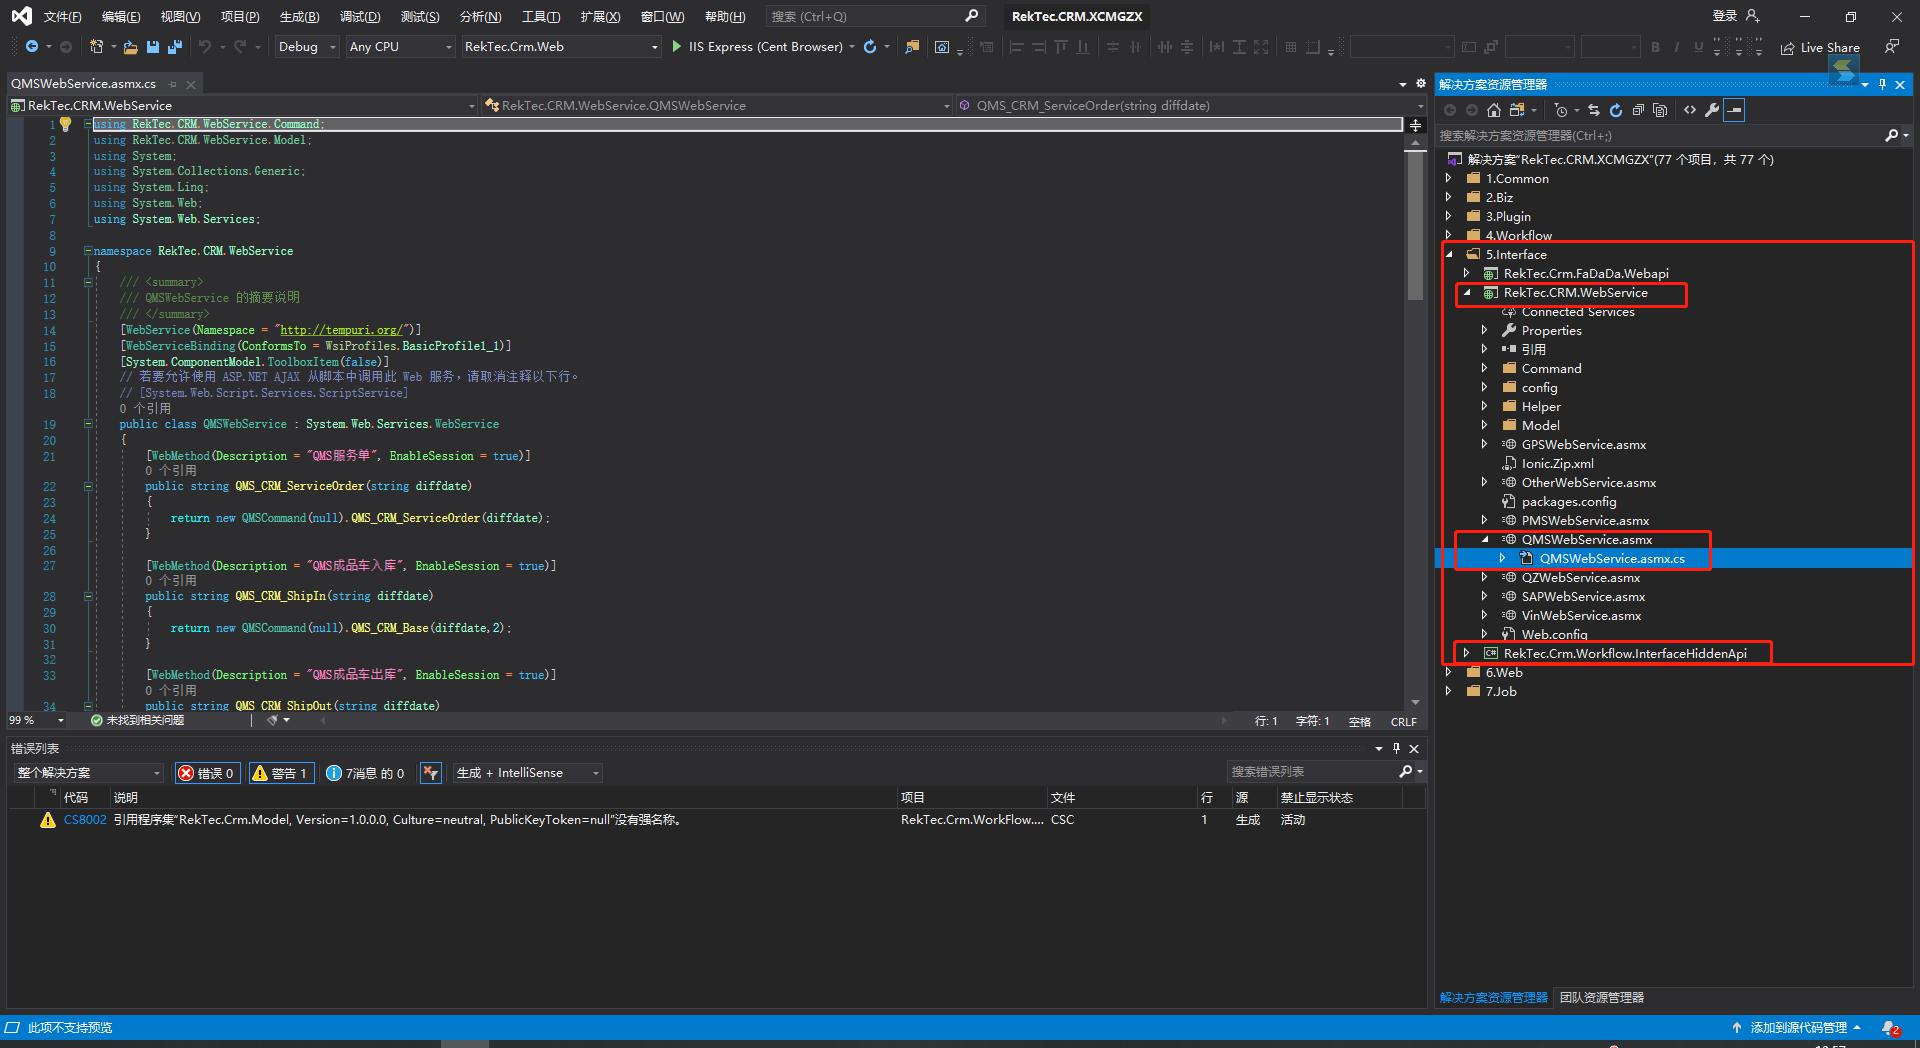 文件(F) 编辑(E) 视图(V) 项目(P) 生成(B) 调试(D) 测试(S) 分析(N) 工具(T) 扩展(X) 窗口(W) 帮助(H) 搜索 (Ctrl+Q) RekTec.CRM.XCMGZX 登录
Debug Any CPU RekTec.Crm.Web IIS Express (Cent Browser) Live Share
QMSWebService.asmx.cs
RekTec.CRM.WebService RekTec.CRM.WebService.QMSWebService QMS_CRM_ServiceOrder(string diffdate)
1 using RekTec.CRM.WebService.Command;
2 using RekTec.CRM.WebService.Model;
3 using System;
4 using System.Collections.Generic;
5 using System.Linq;
6 using System.Web;
7 using System.Web.Services;
8
9 namespace RekTec.CRM.WebService
10 {
11 /// <summary>
12 /// QMSWebService 的摘要说明
13 /// </summary>
14 [WebService(Namespace = "http://tempuri.org/")]
15 [WebServiceBinding(ConformsTo = WsiProfiles.BasicProfile1_1)]
16 [System.ComponentModel.ToolboxItem(false)]
17 // 若要允许使用 ASP.NET AJAX 从脚本中调用此 Web 服务，请取消注释以下行。
18 // [System.Web.Script.Services.ScriptService]
0 个引用
19 public class QMSWebService : System.Web.Services.WebService
20 {
21 [WebMethod(Description = "QMS服务单", EnableSession = true)]
0 个引用
22 public string QMS_CRM_ServiceOrder(string diffdate)
23 {
24 return new QMSCommand(null).QMS_CRM_ServiceOrder(diffdate);
25 }
26
27 [WebMethod(Description = "QMS成品车入库", EnableSession = true)]
0 个引用
28 public string QMS_CRM_ShipIn(string diffdate)
29 {
30 return new QMSCommand(null).QMS_CRM_Base(diffdate,2);
31 }
32
33 [WebMethod(Description = "QMS成品车出库", EnableSession = true)]
0 个引用
34 public string QMS_CRM_ShipOut(string diffdate)
99 % 未找到相关问题 行: 1 字符: 1 空格 CRLF
错误列表
整个解决方案 错误 0 警告 1 7消息 的 0 生成 + IntelliSense 搜索错误列表
代码 说明 项目 文件 行 源 禁止显示状态
CS8002 引用程序集"RekTec.Crm.Model, Version=1.0.0.0, Culture=neutral, PublicKeyToken=null"没有强名称。 RekTec.Crm.WorkFlow.... CSC 1 生成 活动
解决方案资源管理器
搜索解决方案资源管理器(Ctrl+;)
解决方案"RekTec.CRM.XCMGZX"(77 个项目，共 77 个)
1.Common
2.Biz
3.Plugin
4.Workflow
5.Interface
RekTec.Crm.FaDaDa.Webapi
RekTec.CRM.WebService
Connected Services
Properties
引用
Command
config
Helper
Model
GPSWebService.asmx
Ionic.Zip.xml
OtherWebService.asmx
packages.config
PMSWebService.asmx
QMSWebService.asmx
QMSWebService.asmx.cs
QZWebService.asmx
SAPWebService.asmx
VinWebService.asmx
Web.config
RekTec.Crm.Workflow.InterfaceHiddenApi
6.Web
7.Job
解决方案资源管理器 团队资源管理器
此项不支持预览 添加到源代码管理 2